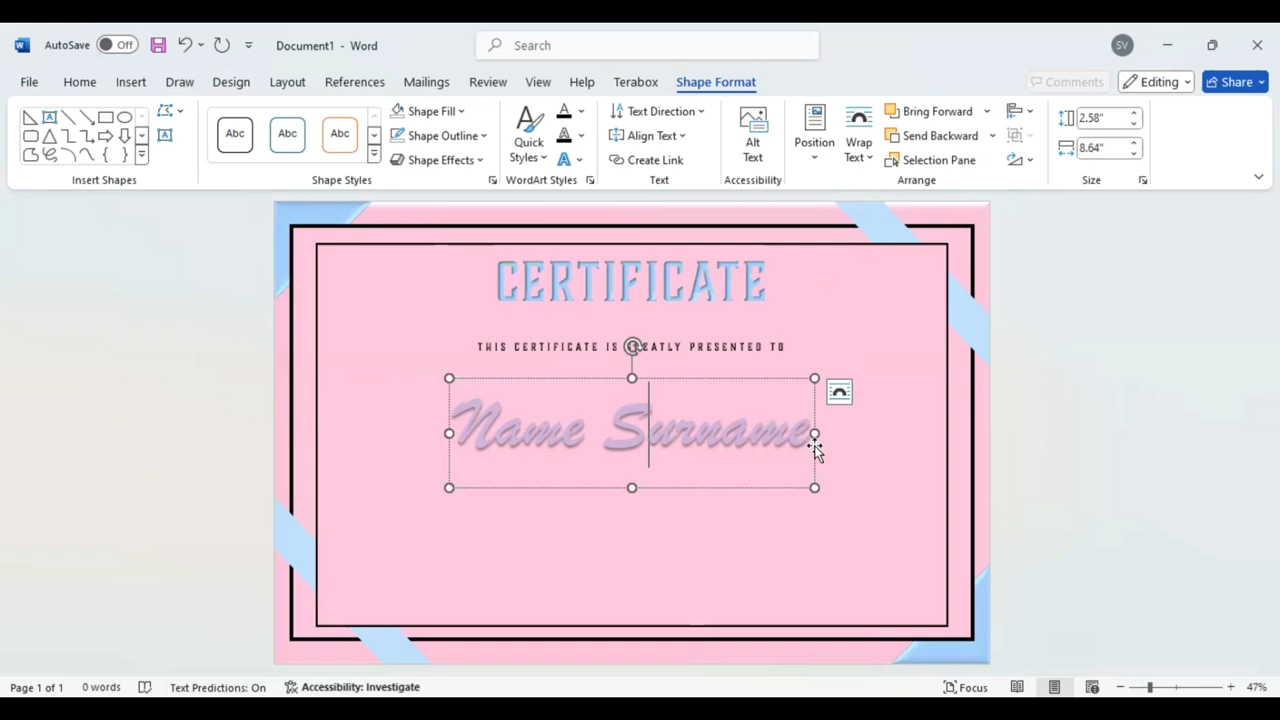 AutoSave Off Document1 - Word Search SV
File Home Insert Draw Design Layout References Mailings Review View Help Terabox Shape Format Comments Editing Share
Abc Abc Abc
Shape Fill
Shape Outline
Shape Effects
Quick Styles
Text Direction
Align Text
Create Link
Alt Text
Position
Wrap Text
Bring Forward
Send Backward
Selection Pane
2.58"
8.64"
Insert Shapes Shape Styles WordArt Styles Text Accessibility Arrange Size
CERTIFICATE
THIS CERTIFICATE IS PRESENTED TO
Name Surname
Page 1 of 1 0 words Text Predictions: On Accessibility: Investigate Focus 47%